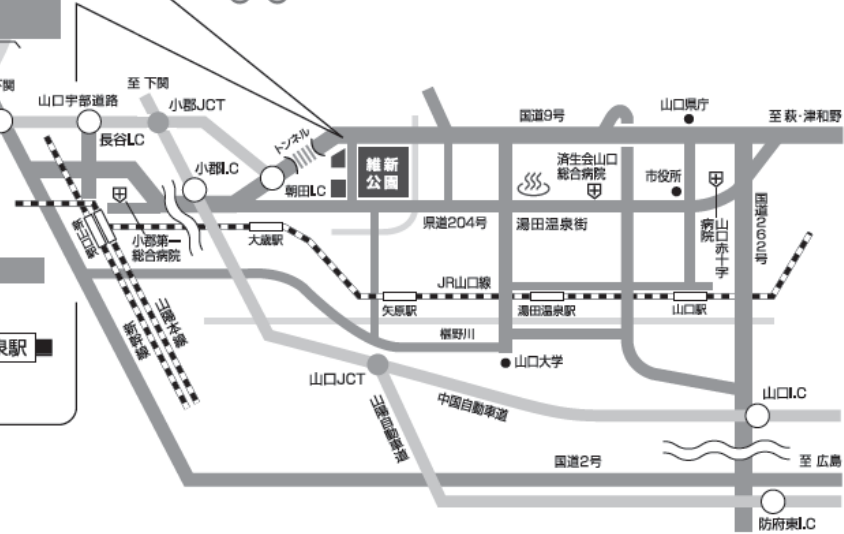 至 下関
下関
山口宇部道路
小郡JCT
長谷I.C
小郡I.C
トンネル
朝田I.C
維新
公園
国道9号
山口県庁
至 萩・津和野
済生会山口
総合病院
市役所
山口赤十字
病院
国道262号
県道204号
湯田温泉街
新山口駅
小郡第一
総合病院
大歳駅
JR山口線
矢原駅
湯田温泉駅
山口駅
椹野川
山口大学
山陽本線
新幹線
泉駅
山口JCT
中国自動車道
山陽自動車道
山口I.C
国道2号
至 広島
防府東I.C